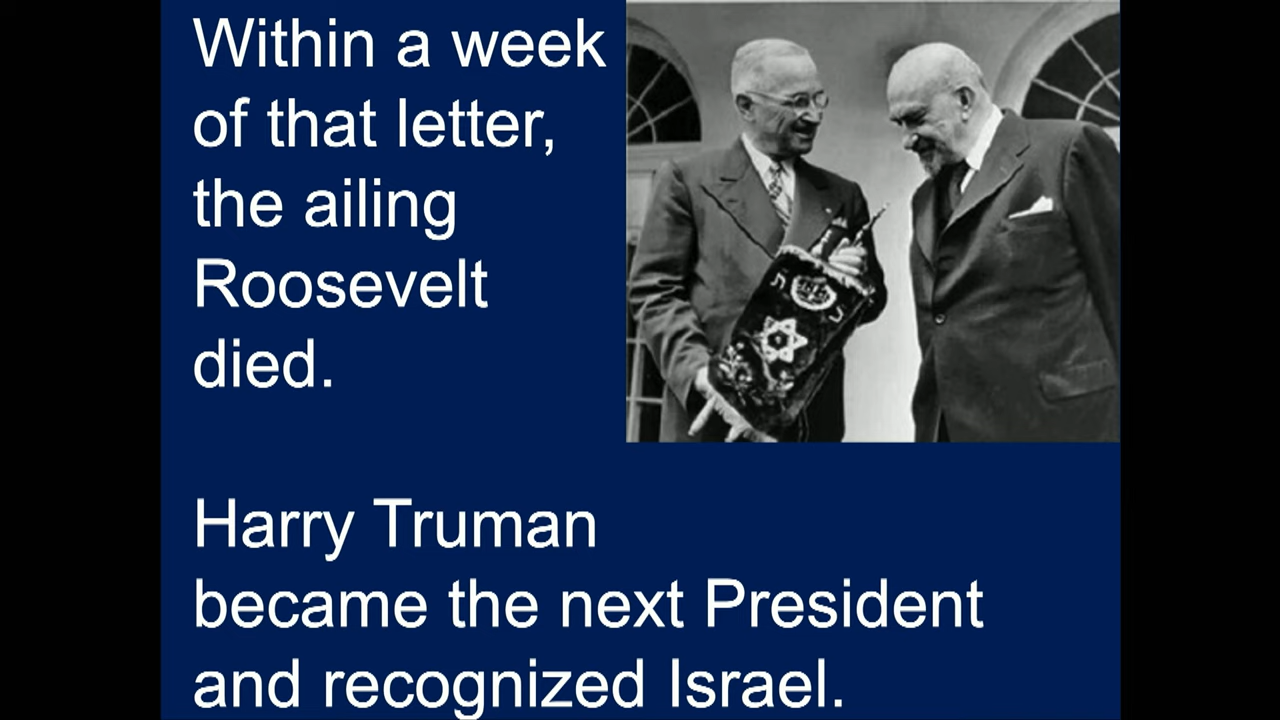 Within a week
of that letter,
the ailing
Roosevelt
died.
Harry Truman
became the next President
and recognized Israel.